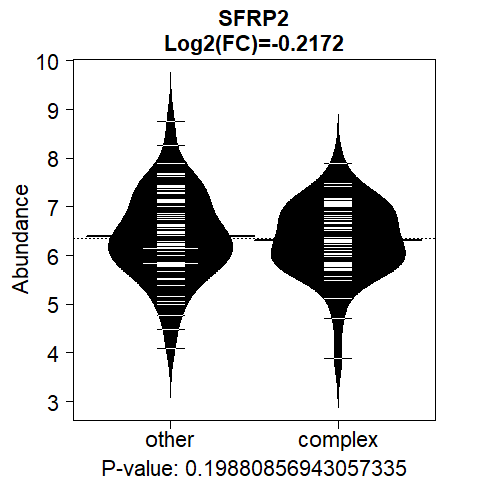 SFRP2
Log2(FC)=-0.2172
10
9
8
7
6
5
4
3
Abundance
other complex
P-value: 0.19880856943057335